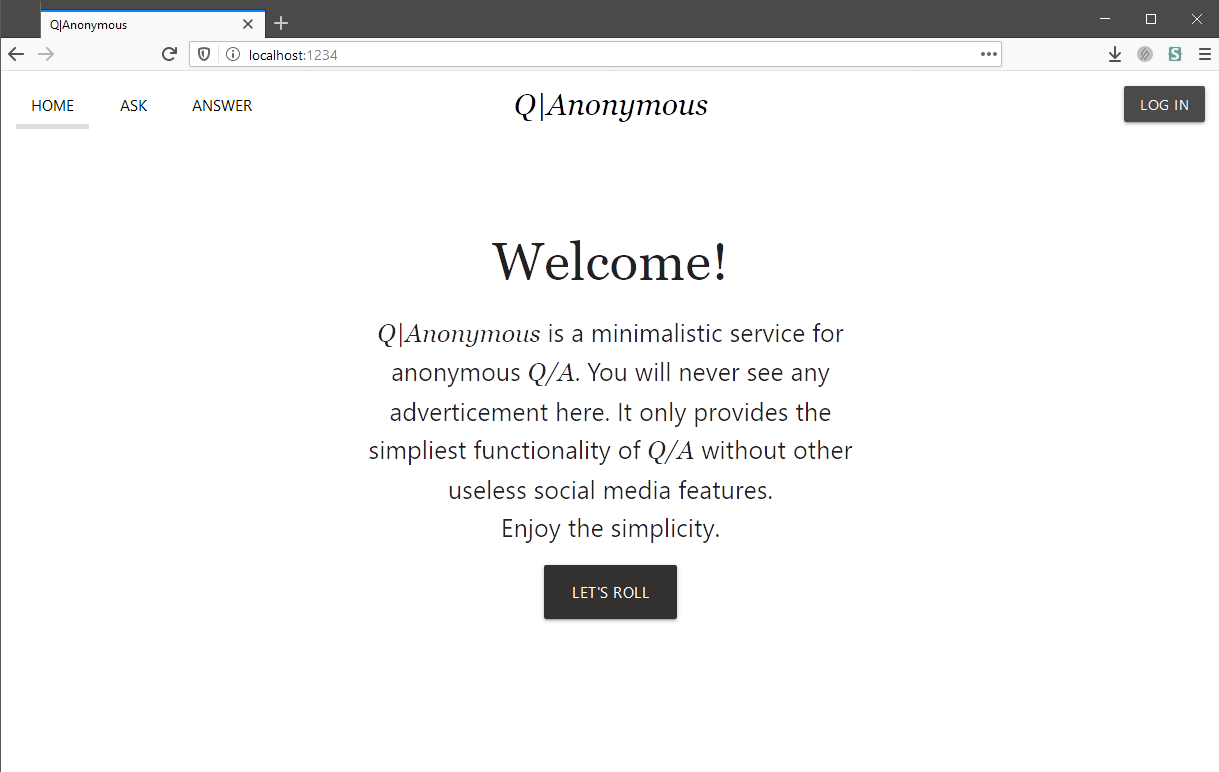 Q|Anonymous
localhost:1234
HOME ASK ANSWER Q|Anonymous LOG IN
Welcome!
Q|Anonymous is a minimalistic service for
anonymous Q/A. You will never see any
adverticement here. It only provides the
simpliest functionality of Q/A without other
useless social media features.
Enjoy the simplicity.
LET'S ROLL